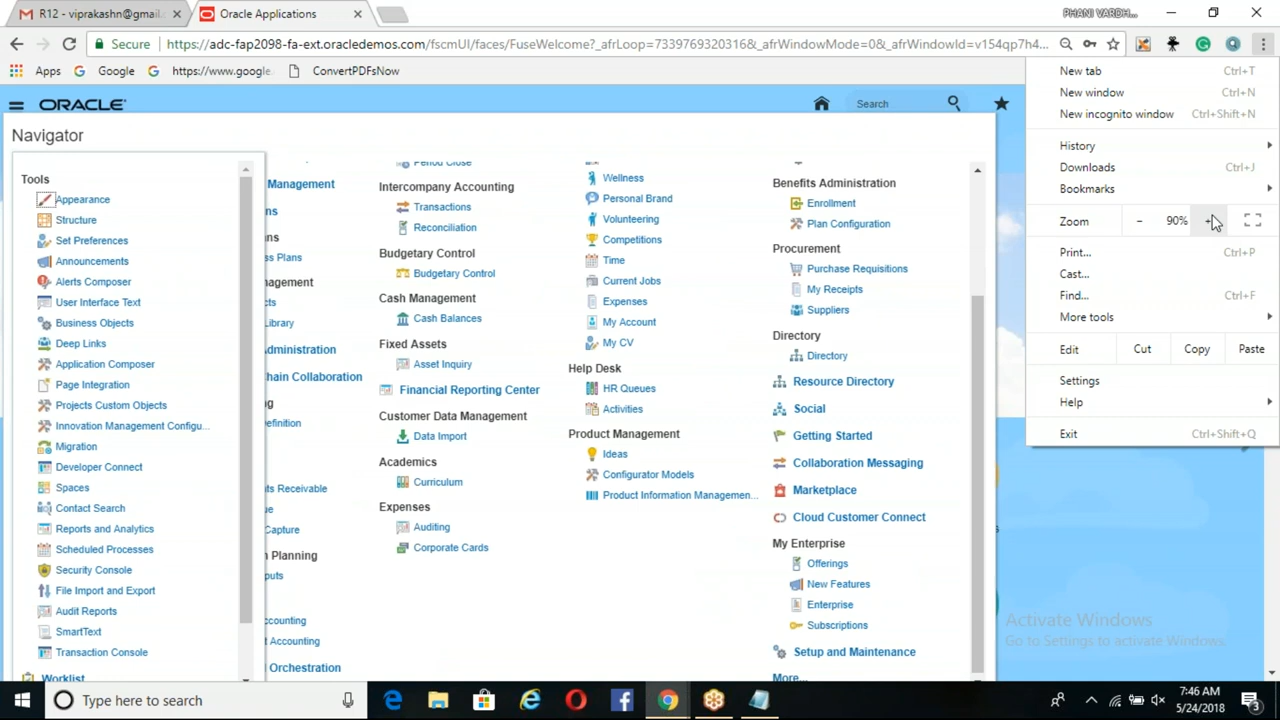 R12 - viprakashn@gmail.
Oracle Applications
PHANI VARDH...
Secure
https://adc-fap2098-fa-ext.oracledemos.com/fscmUI/faces/FuseWelcome?_afrLoop=7339769320316&_afrWindowMode=0&_afrWindowId=v154qp7h4...
Apps
Google
https://www.google.
ConvertPDFsNow
ORACLE
Search
Navigator
Tools
Appearance
Structure
Set Preferences
Announcements
Alerts Composer
User Interface Text
Business Objects
Deep Links
Application Composer
Page Integration
Projects Custom Objects
Innovation Management Configu...
Migration
Developer Connect
Spaces
Contact Search
Reports and Analytics
Scheduled Processes
Security Console
File Import and Export
Audit Reports
SmartText
Transaction Console
Worklist
Management
Plans
Library
Administration
Chain Collaboration
Receivable
Capture
Planning
Accounting
Orchestration
Period Close
Intercompany Accounting
Transactions
Reconciliation
Budgetary Control
Budgetary Control
Cash Management
Cash Balances
Fixed Assets
Asset Inquiry
Financial Reporting Center
Customer Data Management
Data Import
Academics
Curriculum
Expenses
Auditing
Corporate Cards
Wellness
Personal Brand
Volunteering
Competitions
Time
Current Jobs
Expenses
My Account
My CV
Help Desk
HR Queues
Activities
Product Management
Ideas
Configurator Models
Product Information Managemen...
Benefits Administration
Enrollment
Plan Configuration
Procurement
Purchase Requisitions
My Receipts
Suppliers
Directory
Directory
Resource Directory
Social
Getting Started
Collaboration Messaging
Marketplace
Cloud Customer Connect
My Enterprise
Offerings
New Features
Enterprise
Subscriptions
Setup and Maintenance
More...
New tab Ctrl+T
New window Ctrl+N
New incognito window Ctrl+Shift+N
History
Downloads Ctrl+J
Bookmarks
Zoom - 90% +
Print... Ctrl+P
Cast...
Find... Ctrl+F
More tools
Edit Cut Copy Paste
Settings
Help
Exit Ctrl+Shift+Q
Activate Windows
Go to Settings to activate Windows.
Type here to search
7:46 AM
5/24/2018
3